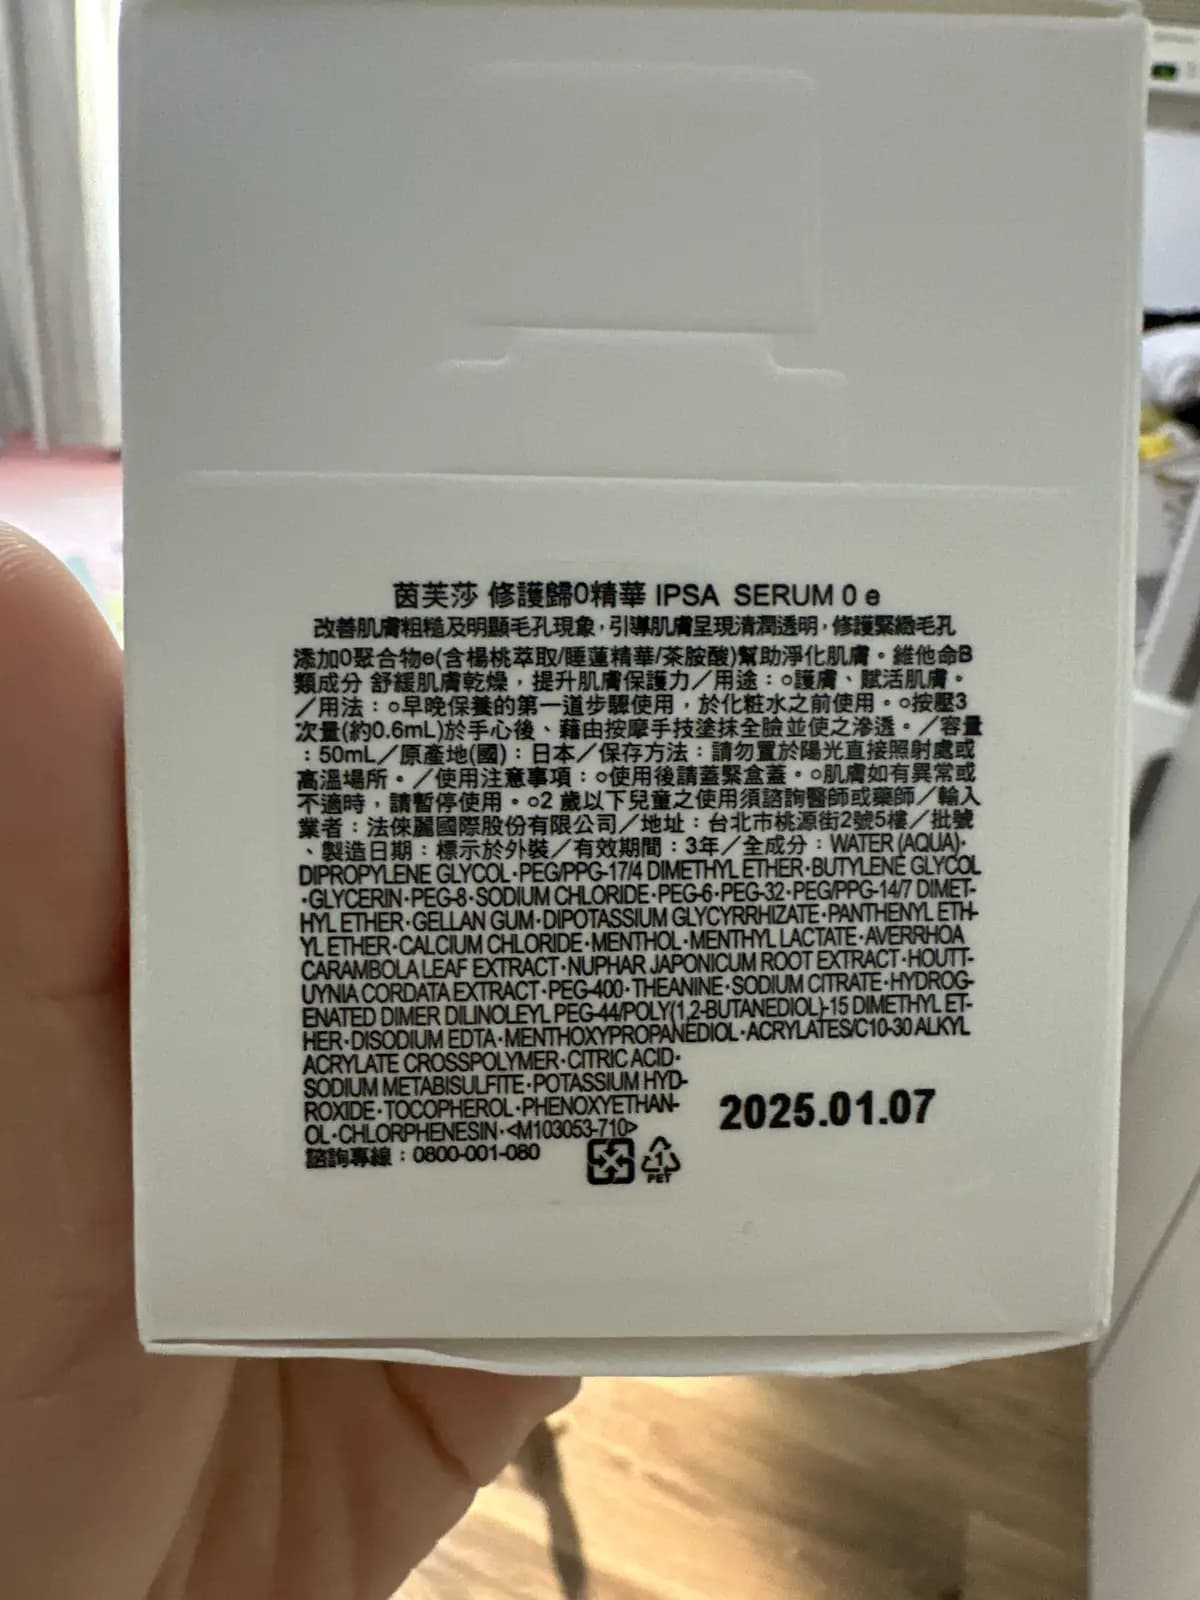 茵芙莎 修護歸0精華 IPSA SERUM 0 e
改善肌膚粗糙及明顯毛孔現象，引導肌膚呈現清潤透明，修護緊緻毛孔
添加0聚合物e(含楊桃萃取/睡蓮精華/茶胺酸)幫助淨化肌膚。維他命B
類成分 舒緩肌膚乾燥，提升肌膚保護力／用途：○護膚、賦活肌膚。
／用法：○早晚保養的第一道步驟使用，於化粧水之前使用。○按壓3
次量(約0.6mL)於手心後、藉由按摩手技塗抹全臉並使之滲透。／容量
：50mL／原產地(國)：日本／保存方法：請勿置於陽光直接照射處或
高溫場所。／使用注意事項：○使用後請蓋緊盒蓋。○肌膚如有異常或
不適時，請暫停使用。○2 歲以下兒童之使用須諮詢醫師或藥師／輸入
業者：法倈麗國際股份有限公司／地址：台北市桃源街2號5樓／批號
、製造日期：標示於外裝／有效期間：3年／全成分：WATER (AQUA)·
DIPROPYLENE GLYCOL·PEG/PPG-17/4 DIMETHYL ETHER·BUTYLENE GLYCOL
·GLYCERIN·PEG-8·SODIUM CHLORIDE·PEG-6·PEG-32·PEG/PPG-14/7 DIMET-
HYL ETHER·GELLAN GUM·DIPOTASSIUM GLYCYRRHIZATE·PANTHENYL ETH-
YL ETHER·CALCIUM CHLORIDE·MENTHOL·MENTHYL LACTATE·AVERRHOA
CARAMBOLA LEAF EXTRACT·NUPHAR JAPONICUM ROOT EXTRACT·HOUTT-
UYNIA CORDATA EXTRACT·PEG-400·THEANINE·SODIUM CITRATE·HYDROG-
ENATED DIMER DILINOLEYL PEG-44/POLY(1,2-BUTANEDIOL)-15 DIMETHYL ET-
HER·DISODIUM EDTA·MENTHOXYPROPANEDIOL·ACRYLATES/C10-30 ALKYL
ACRYLATE CROSSPOLYMER·CITRIC ACID·
SODIUM METABISULFITE·POTASSIUM HYD-
ROXIDE·TOCOPHEROL·PHENOXYETHAN-
OL·CHLORPHENESIN·<M103053-710>
諮詢專線：0800-001-080
2025.01.07
1
PET